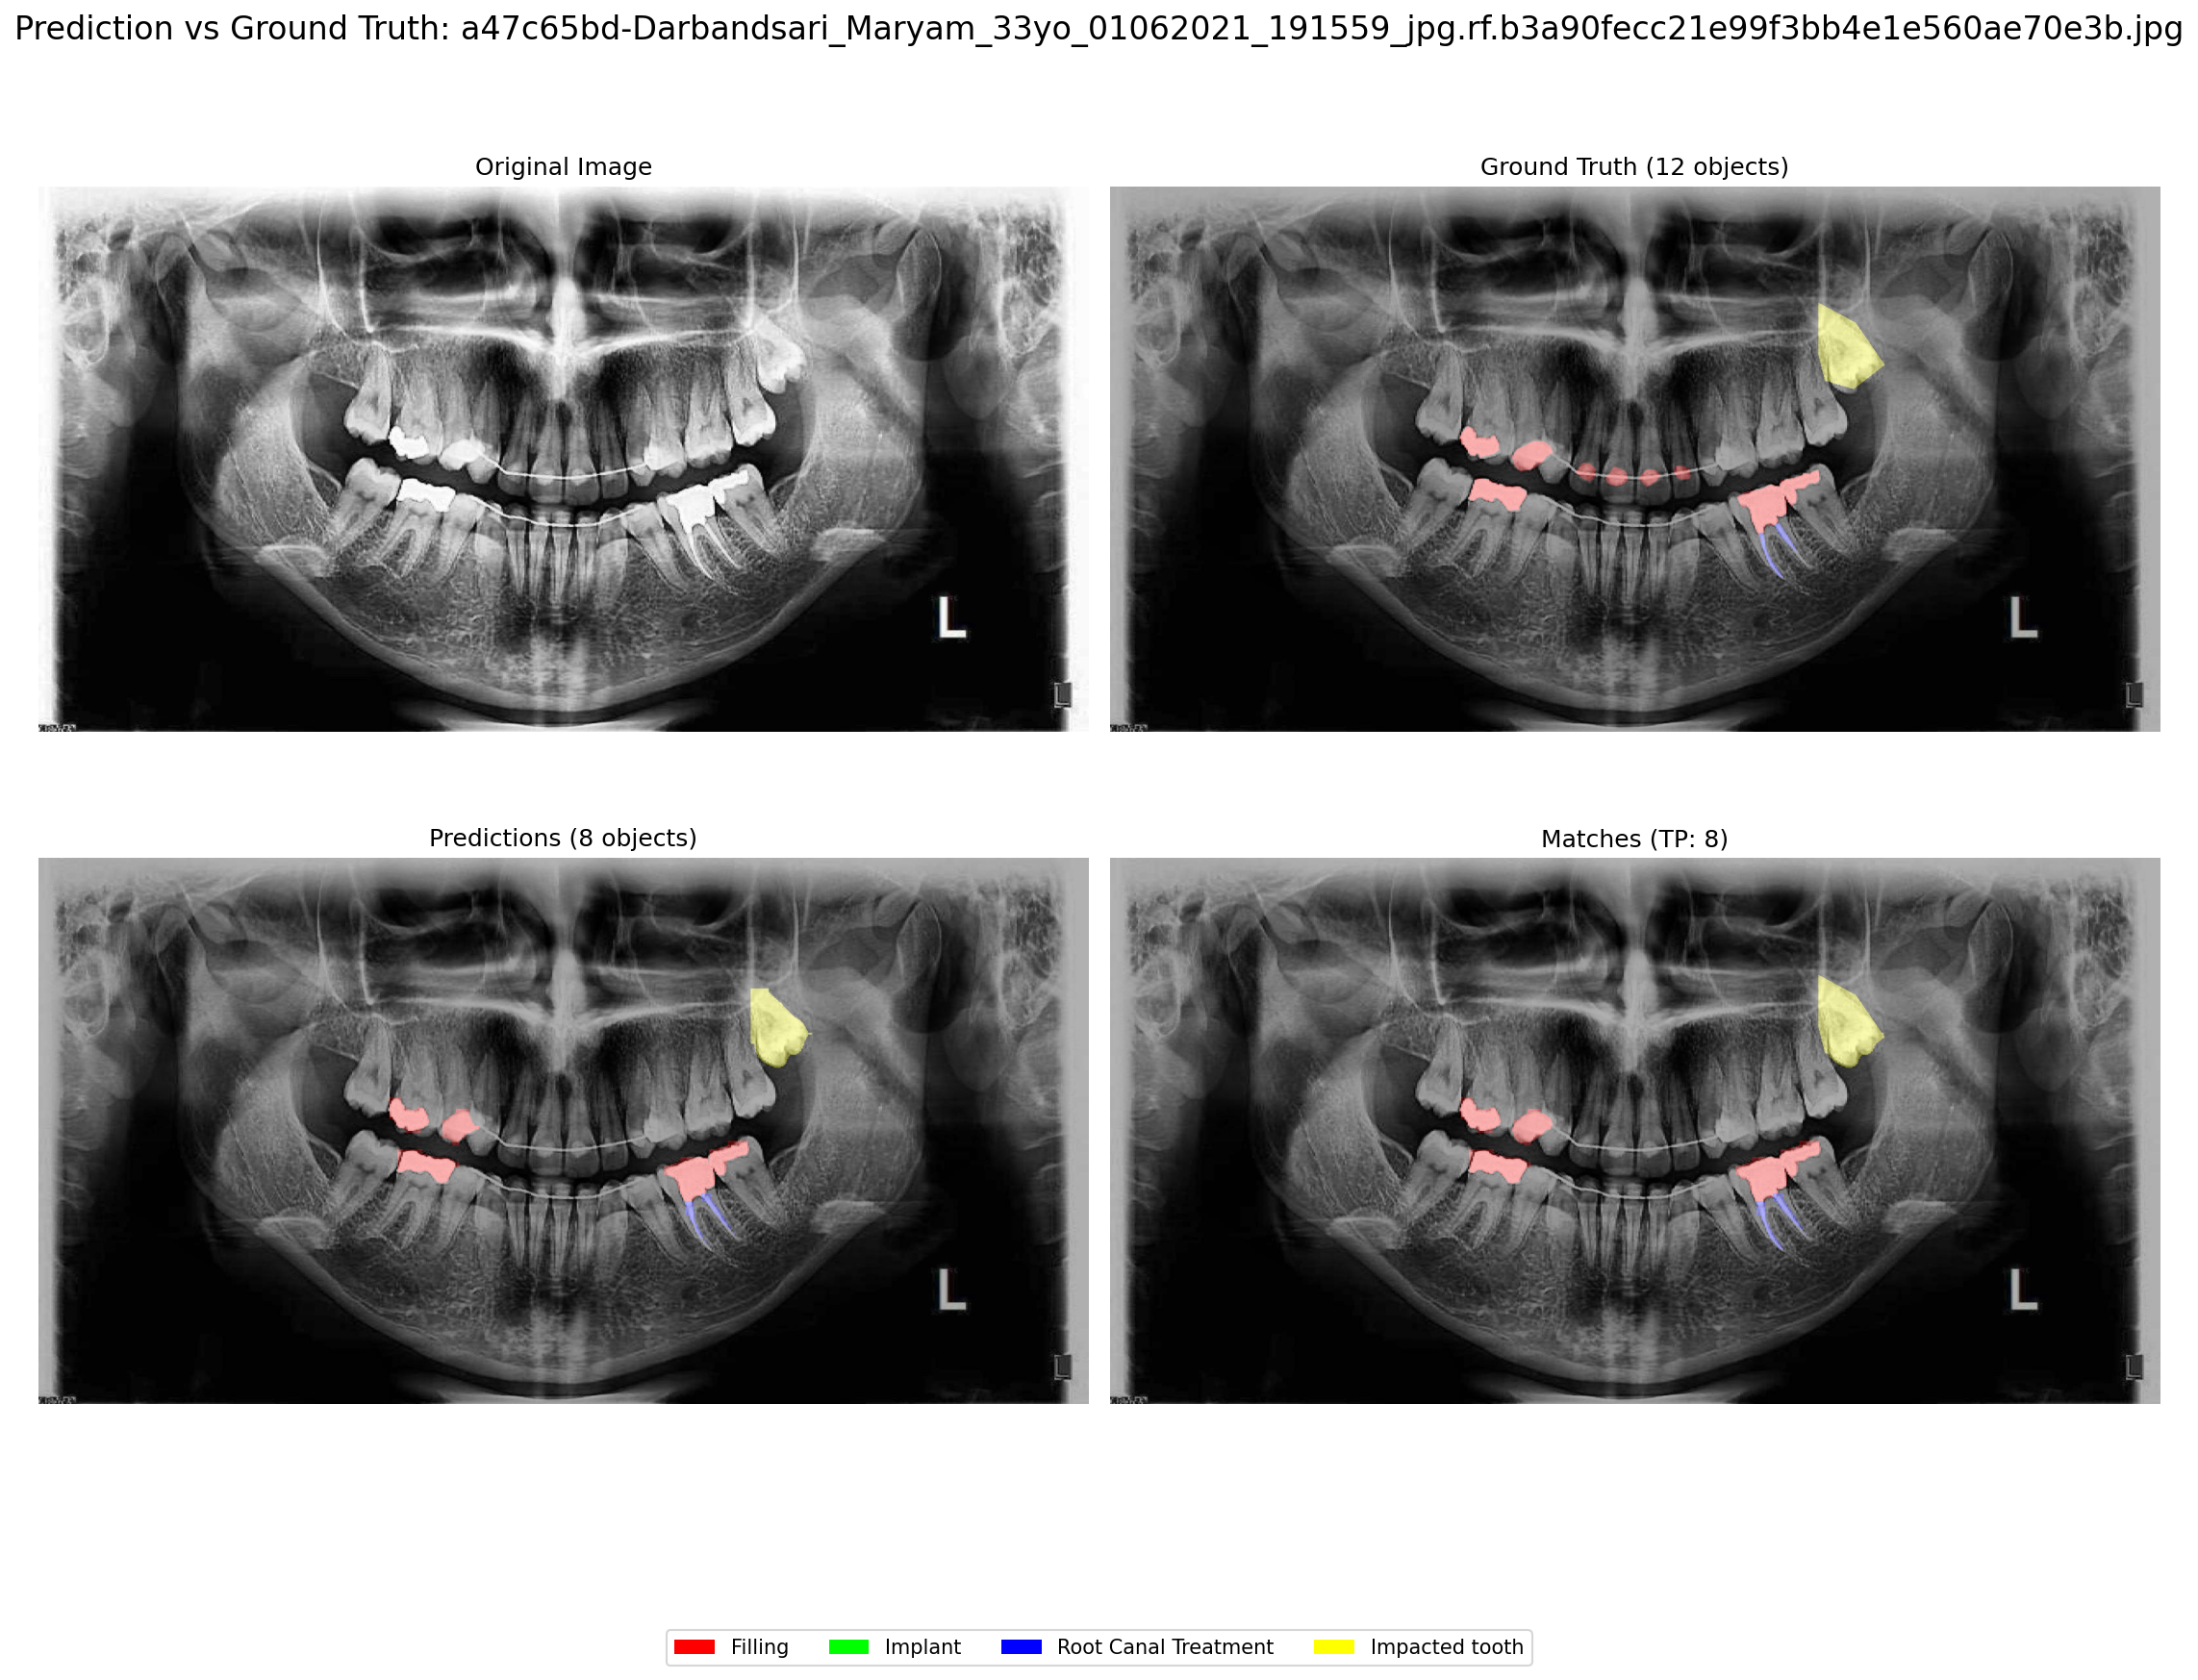 Prediction vs Ground Truth: a47c65bd-Darbandsari_Maryam_33yo_01062021_191559_jpg.rf.b3a90fecc21e99f3bb4e1e560ae70e3b.jpg
Original Image
Ground Truth (12 objects)
L
L
L
L
Predictions (8 objects)
Matches (TP: 8)
L
L
L
L
Filling
Implant
Root Canal Treatment
Impacted tooth